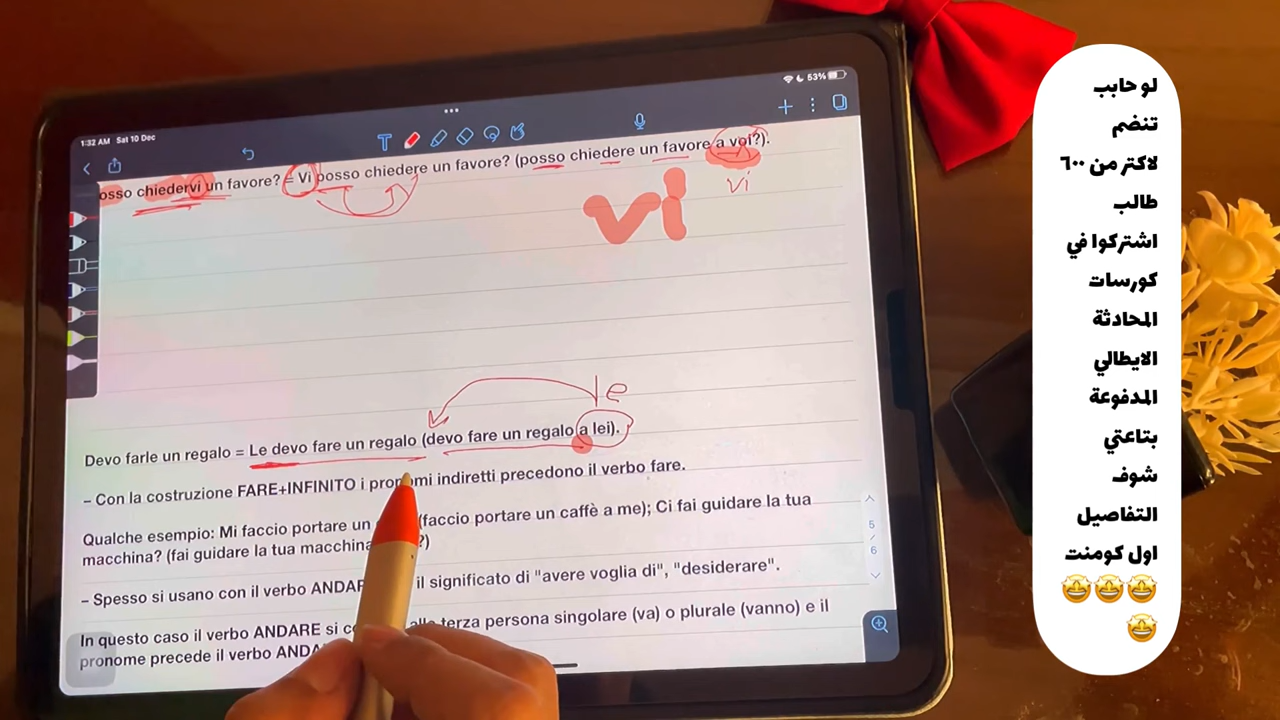 1:32 AM Sat 10 Dec
53%
osso chiedervi un favore? = Vi posso chiedere un favore? (posso chiedere un favore a voi?).
vi
vi
le
Devo farle un regalo = Le devo fare un regalo (devo fare un regalo a lei).
– Con la costruzione FARE+INFINITO i pronomi indiretti precedono il verbo fare.
Qualche esempio: Mi faccio portare un (faccio portare un caffè a me); Ci fai guidare la tua
macchina? (fai guidare la tua macchina ?)
– Spesso si usano con il verbo ANDARE il significato di "avere voglia di", "desiderare".
In questo caso il verbo ANDARE si alla terza persona singolare (va) o plurale (vanno) e il
pronome precede il verbo ANDA
5
6
لو حابب
تنضم
لاكتر من ٦٠٠
طالب
اشتركوا في
كورسات
المحادثة
الايطالي
المدفوعة
بتاعتي
شوف
التفاصيل
اول كومنت
🤩🤩🤩
🤩